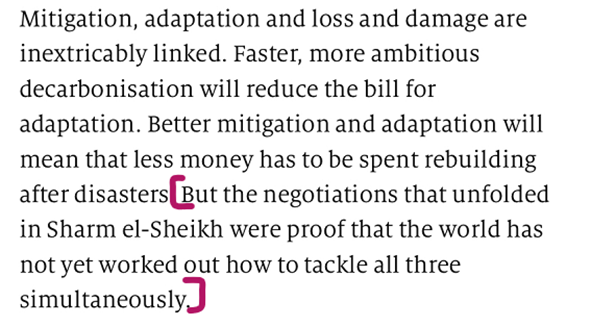 Mitigation, adaptation and loss and damage are
inextricably linked. Faster, more ambitious
decarbonisation will reduce the bill for
adaptation. Better mitigation and adaptation will
mean that less money has to be spent rebuilding
after disasters[But the negotiations that unfolded
in Sharm el-Sheikh were proof that the world has
not yet worked out how to tackle all three
simultaneously.]